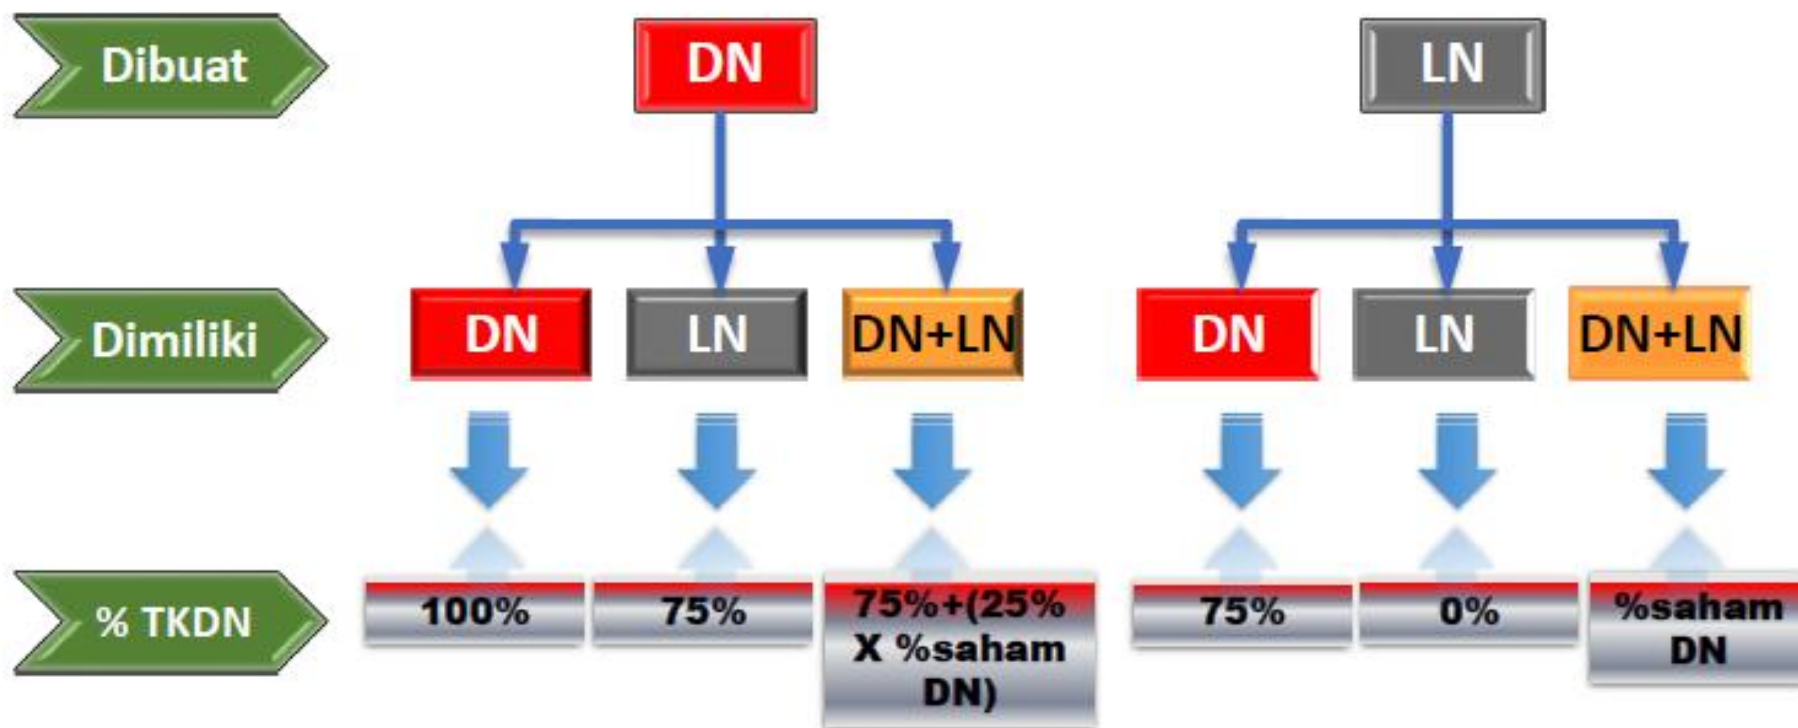 Dibuat
DN
LN
Dimiliki
DN
LN
DN+LN
DN
LN
DN+LN
% TKDN
100%
75%
75%+(25%
X %saham
DN)
75%
0%
%saham
DN